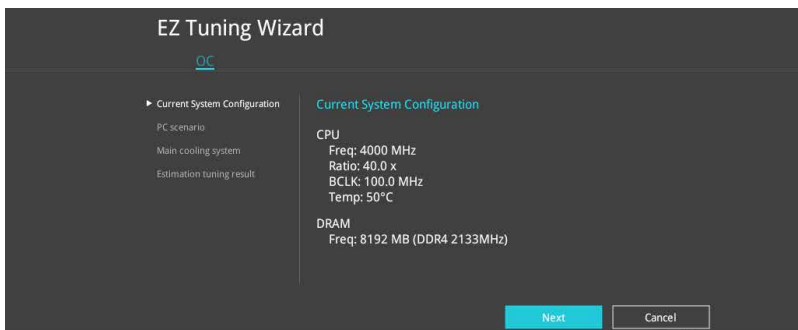 EZ Tuning Wizard
OC
Current System Configuration
PC scenario
Main cooling system
Estimation tuning result
Current System Configuration
CPU
Freq: 4000 MHz
Ratio: 40.0 x
BCLK: 100.0 MHz
Temp: 50°C
DRAM
Freq: 8192 MB (DDR4 2133MHz)
Next
Cancel